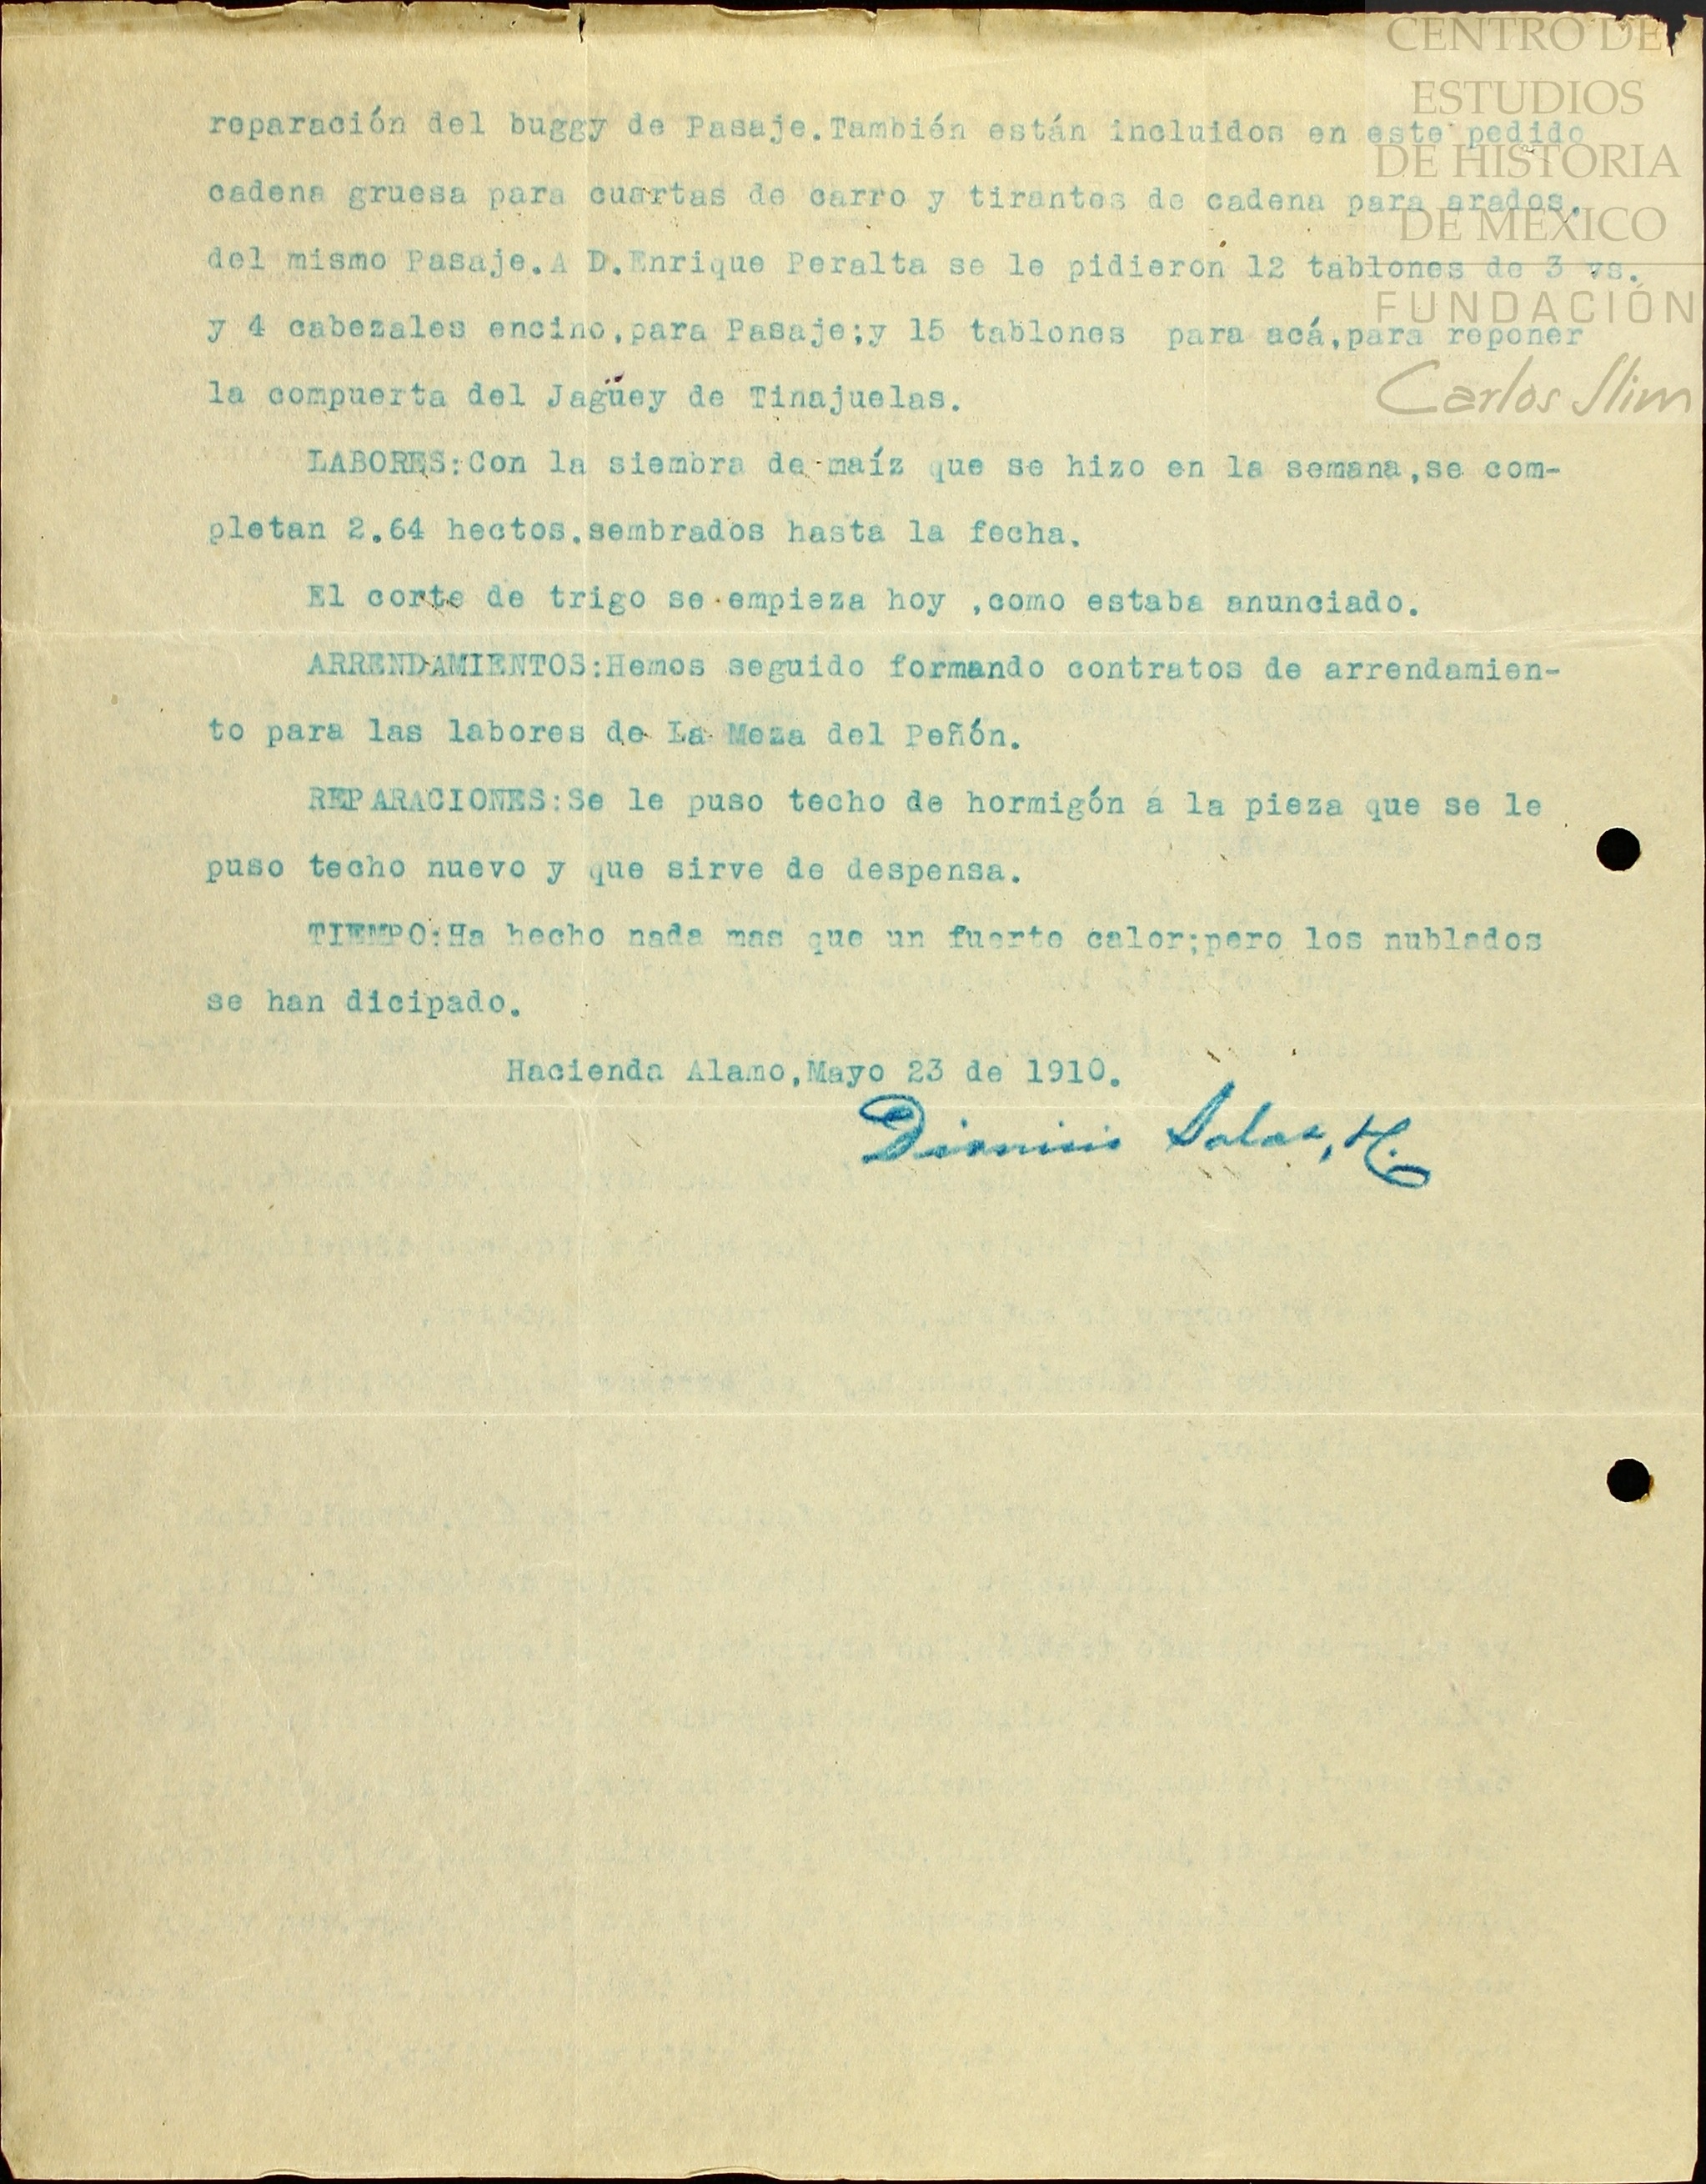 CENTRO DE
ESTUDIOS
DE HISTORIA
DE MEXICO
FUNDACIÓN
Carlos Slim
reparación del buggy de Pasaje.También están incluidos en este pedido
cadena gruesa para cuartas de carro y tirantes de cadena para arados,
del mismo Pasaje.A D.Enrique Peralta se le pidieron 12 tablones de 3 vs.
y 4 cabezales encino,para Pasaje;y 15 tablones para acá,para reponer
la compuerta del Jagüey de Tinajuelas.
LABORES:Con la siembra de maíz que se hizo en la semana,se com-
pletan 2.64 hectos.sembrados hasta la fecha.
El corte de trigo se empieza hoy ,como estaba anunciado.
ARRENDAMIENTOS:Hemos seguido formando contratos de arrendamien-
to para las labores de La Meza del Peñón.
REPARACIONES:Se le puso techo de hormigón á la pieza que se le
puso techo nuevo y que sirve de despensa.
TIEMPO:Ha hecho nada mas que un fuerte calor;pero los nublados
se han dicipado.
Hacienda Alamo,Mayo 23 de 1910.
Dionisio Salas, H.